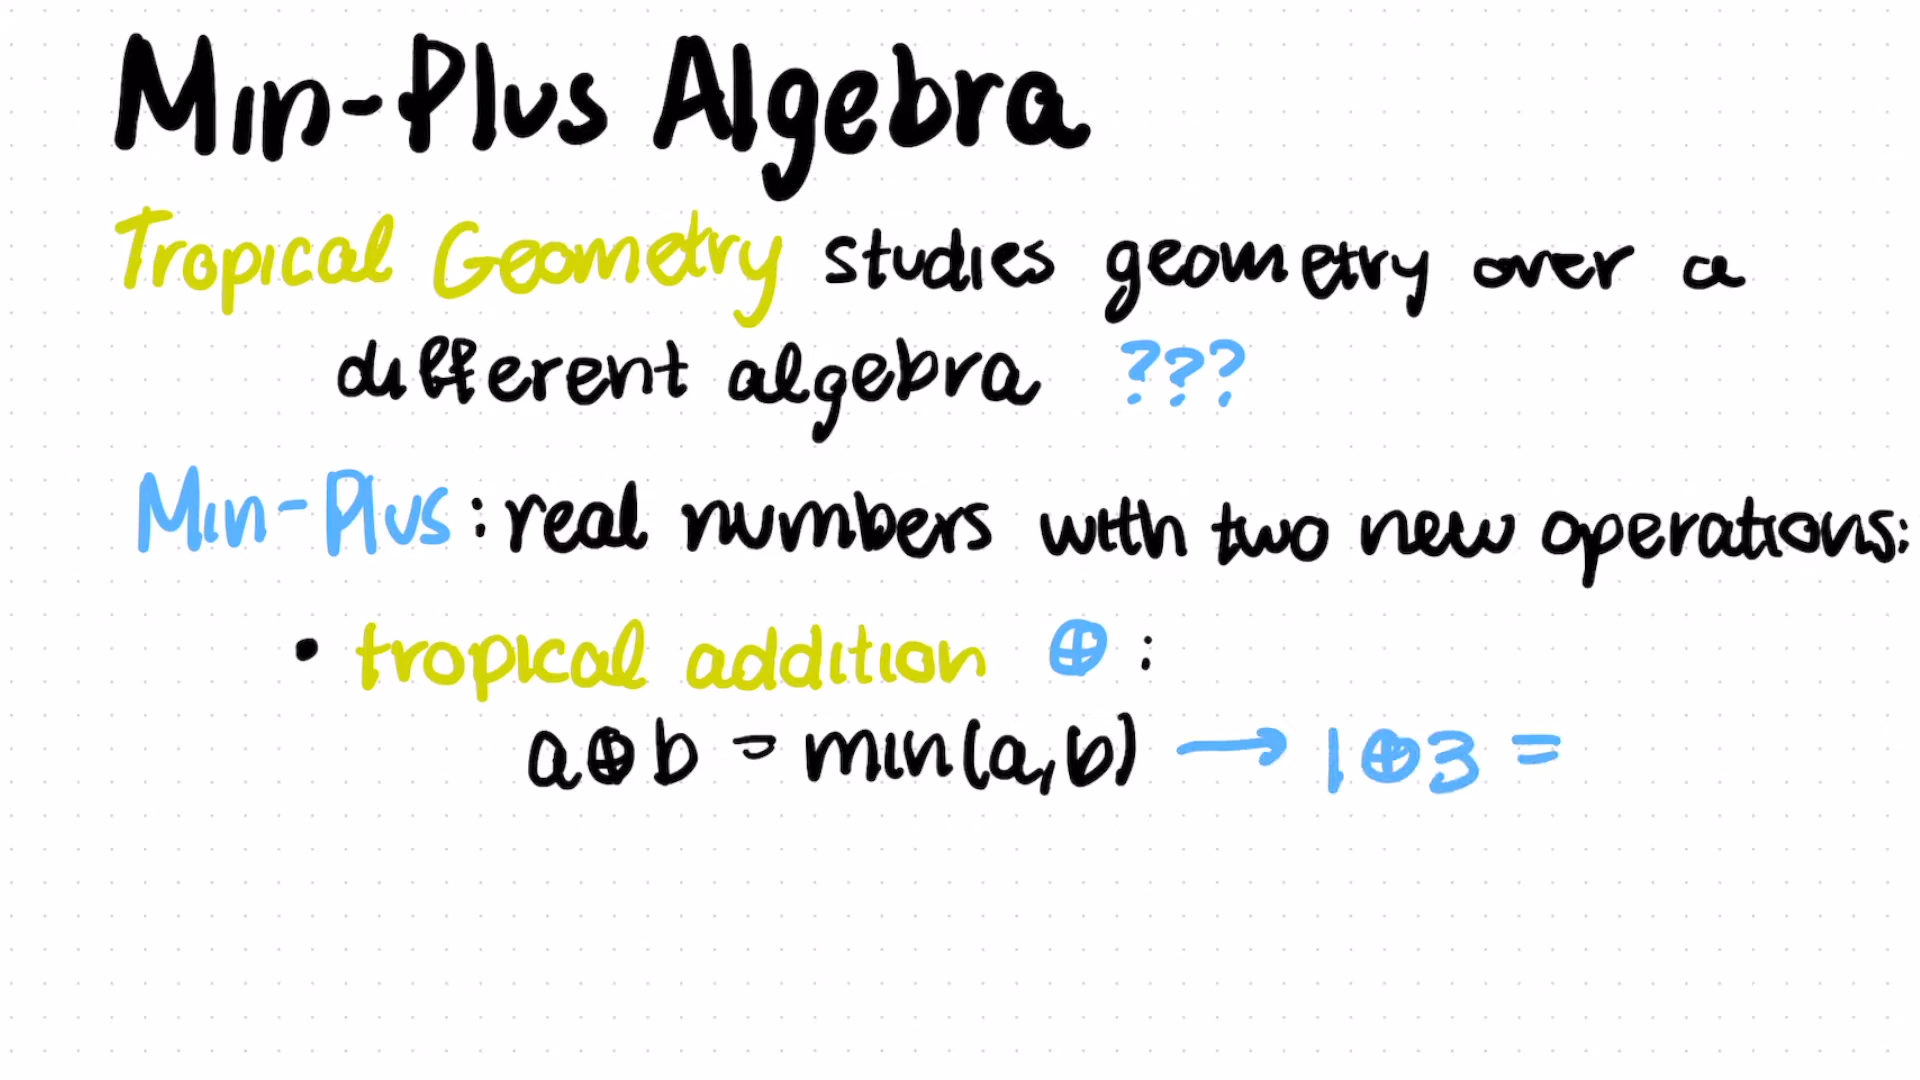 Min-Plus Algebra
Tropical Geometry studies geometry over a
different algebra ???
Min-Plus: real numbers with two new operations:
• tropical addition ⊕ :
a⊕b = min(a,b) → 1⊕3 =